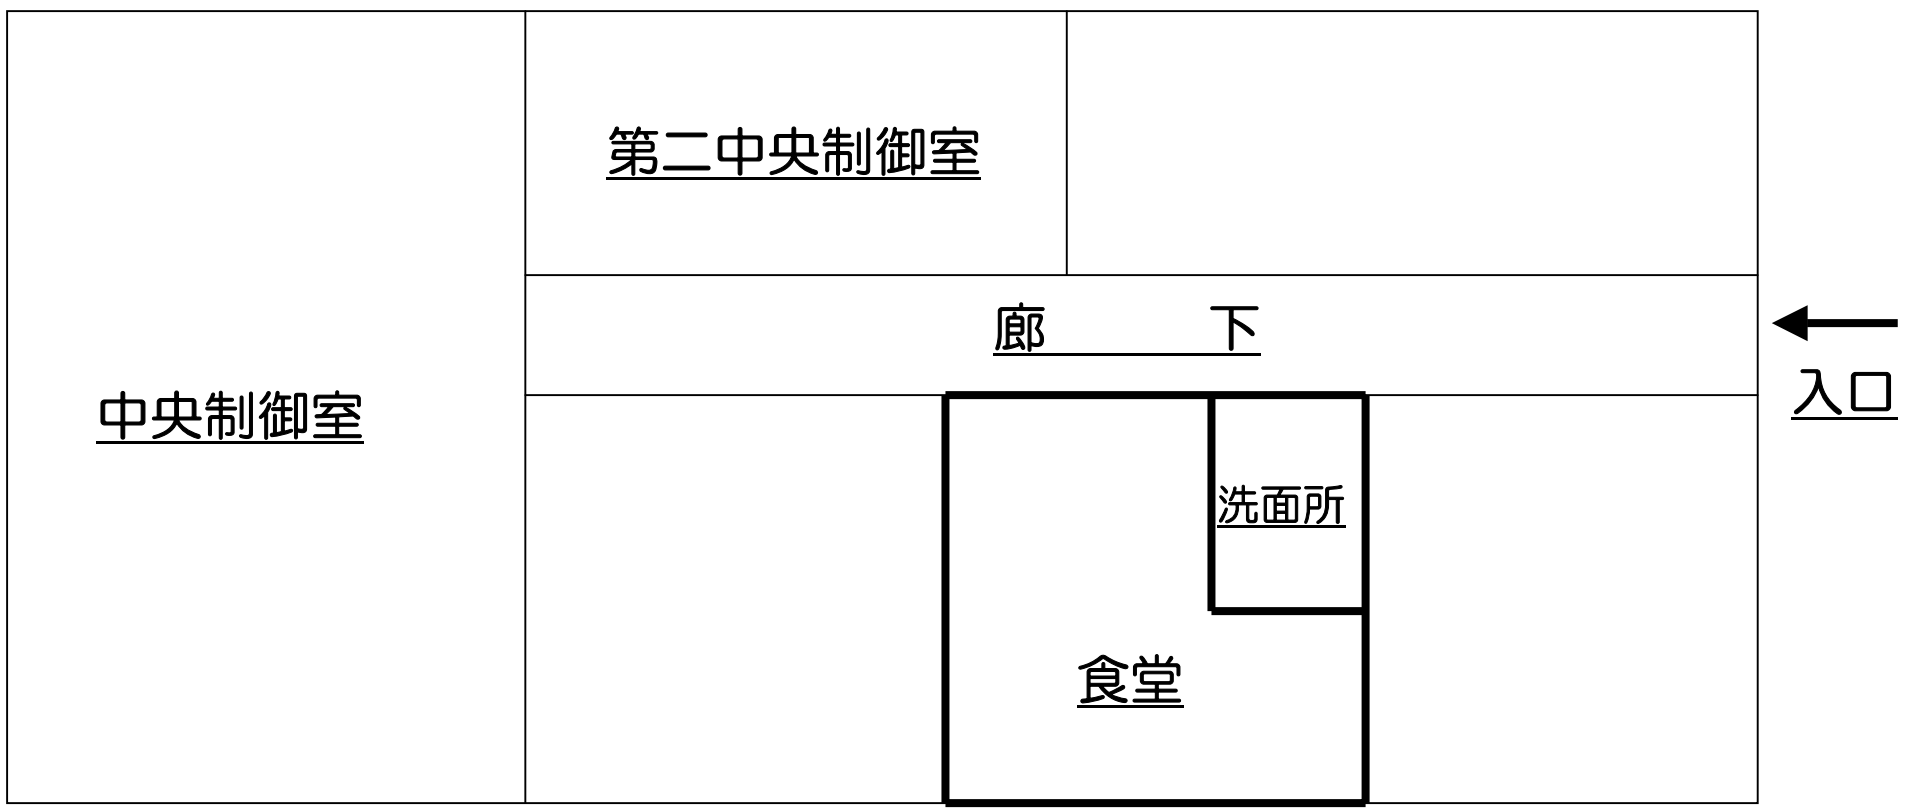 第二中央制御室
廊　　　下
入口
中央制御室
洗面所
食堂